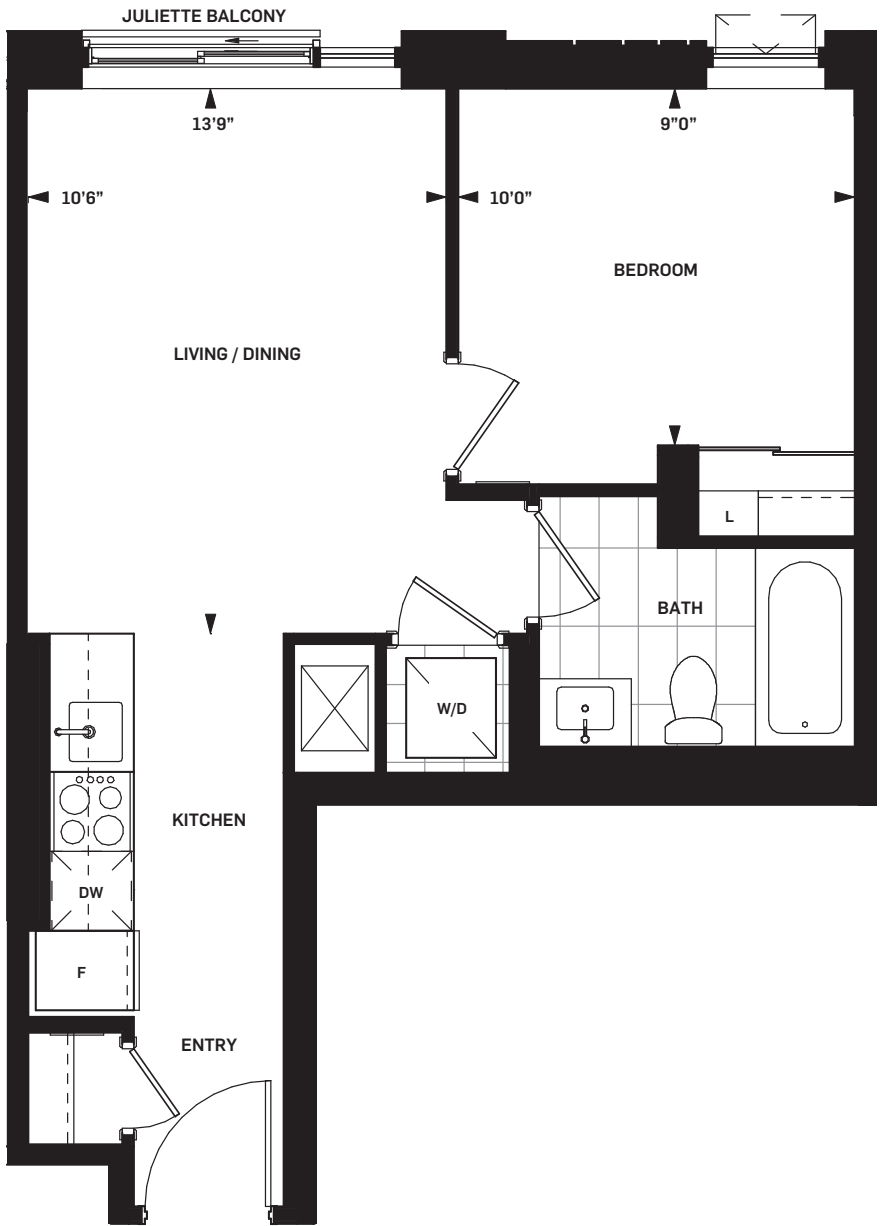 JULIETTE BALCONY
13'9"
9"0"
10'6"
10'0"
BEDROOM
LIVING / DINING
L
BATH
W/D
KITCHEN
DW
F
ENTRY